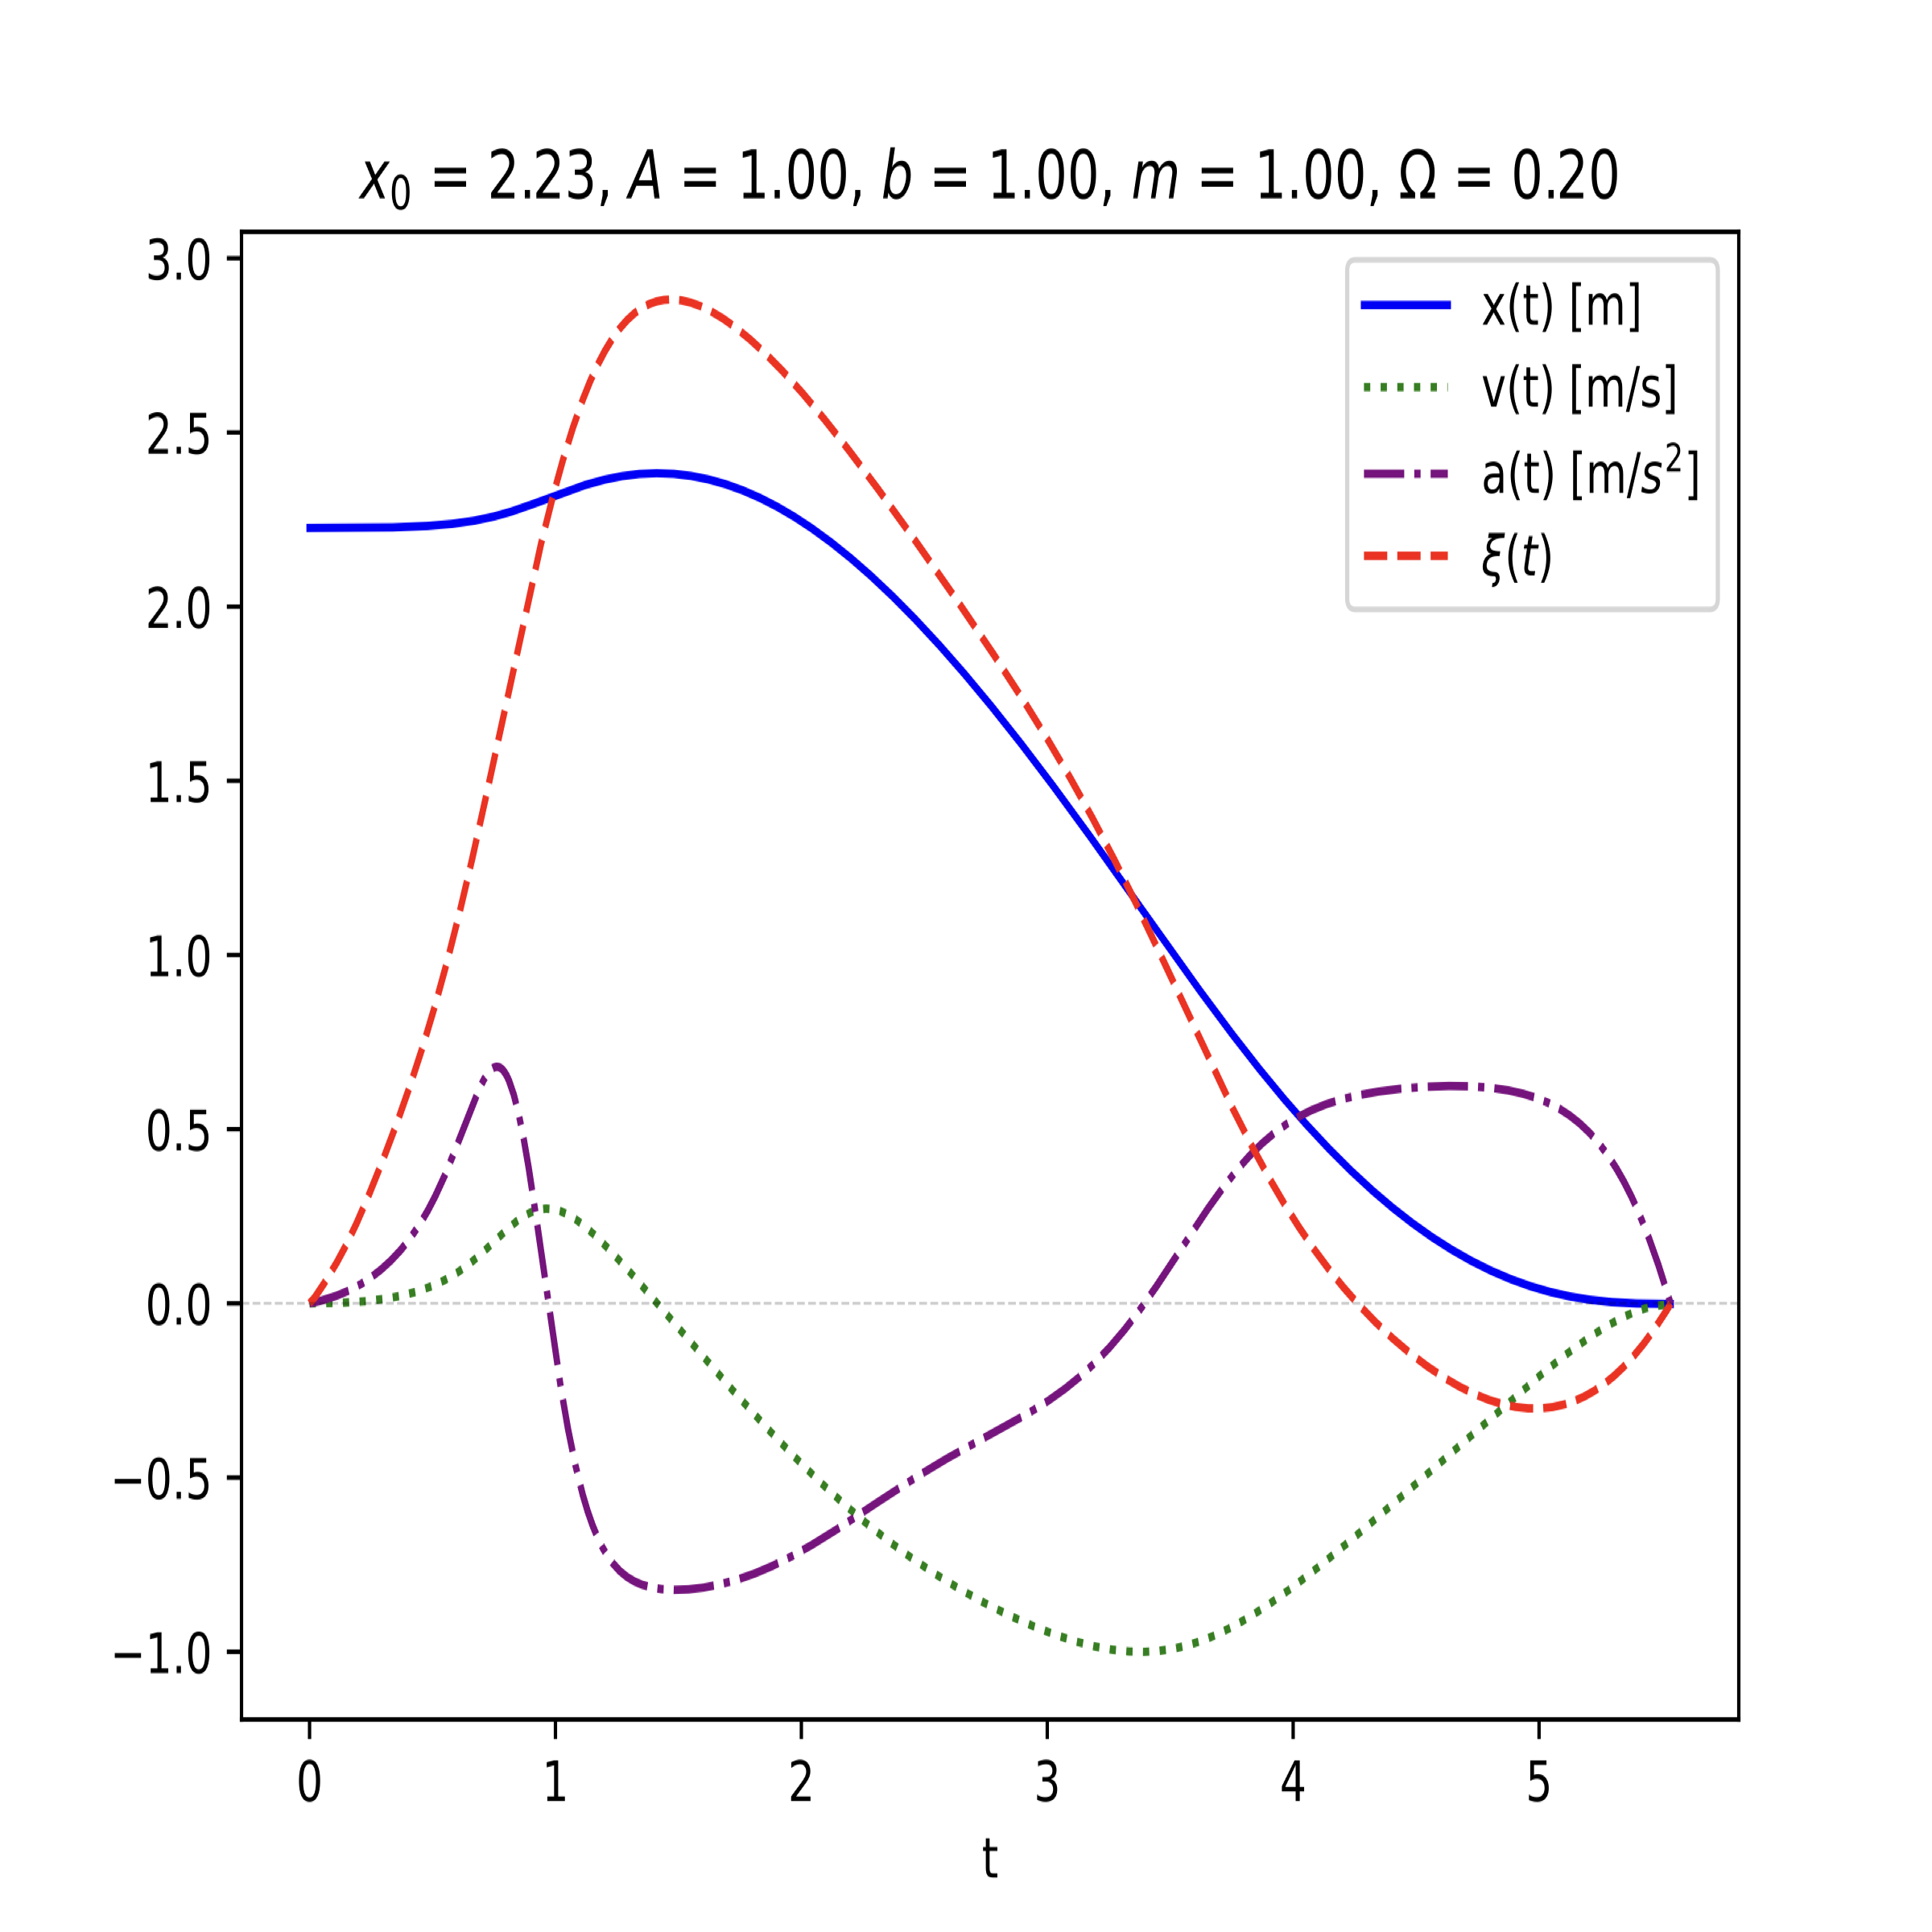 x₀ = 2.23, A = 1.00, b = 1.00, m = 1.00, Ω = 0.20
x(t) [m]
v(t) [m/s]
a(t) [m/s²]
ξ(t)
3.0
2.5
2.0
1.5
1.0
0.5
0.0
−0.5
−1.0
0 1 2 3 4 5
t